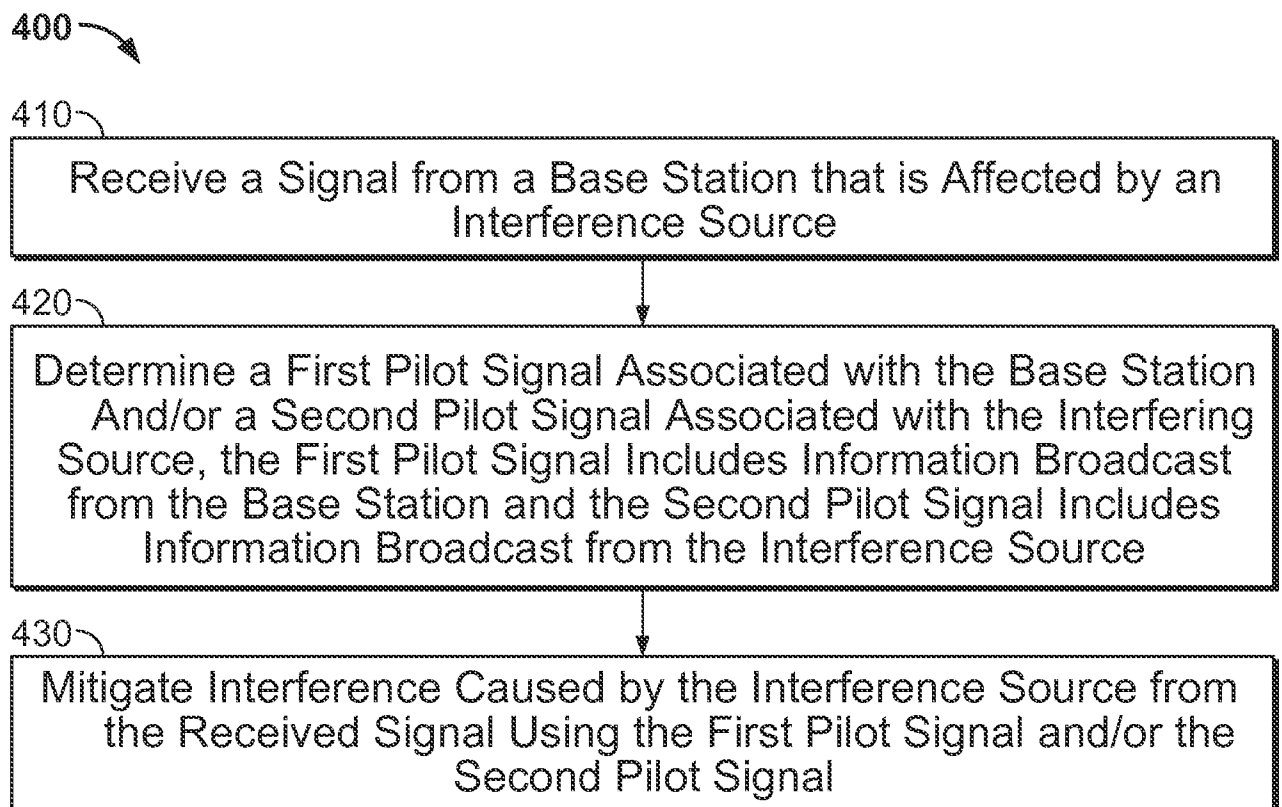 400
410
Receive a Signal from a Base Station that is Affected by an
Interference Source
420
Determine a First Pilot Signal Associated with the Base Station
And/or a Second Pilot Signal Associated with the Interfering
Source, the First Pilot Signal Includes Information Broadcast
from the Base Station and the Second Pilot Signal Includes
Information Broadcast from the Interference Source
430
Mitigate Interference Caused by the Interference Source from
the Received Signal Using the First Pilot Signal and/or the
Second Pilot Signal